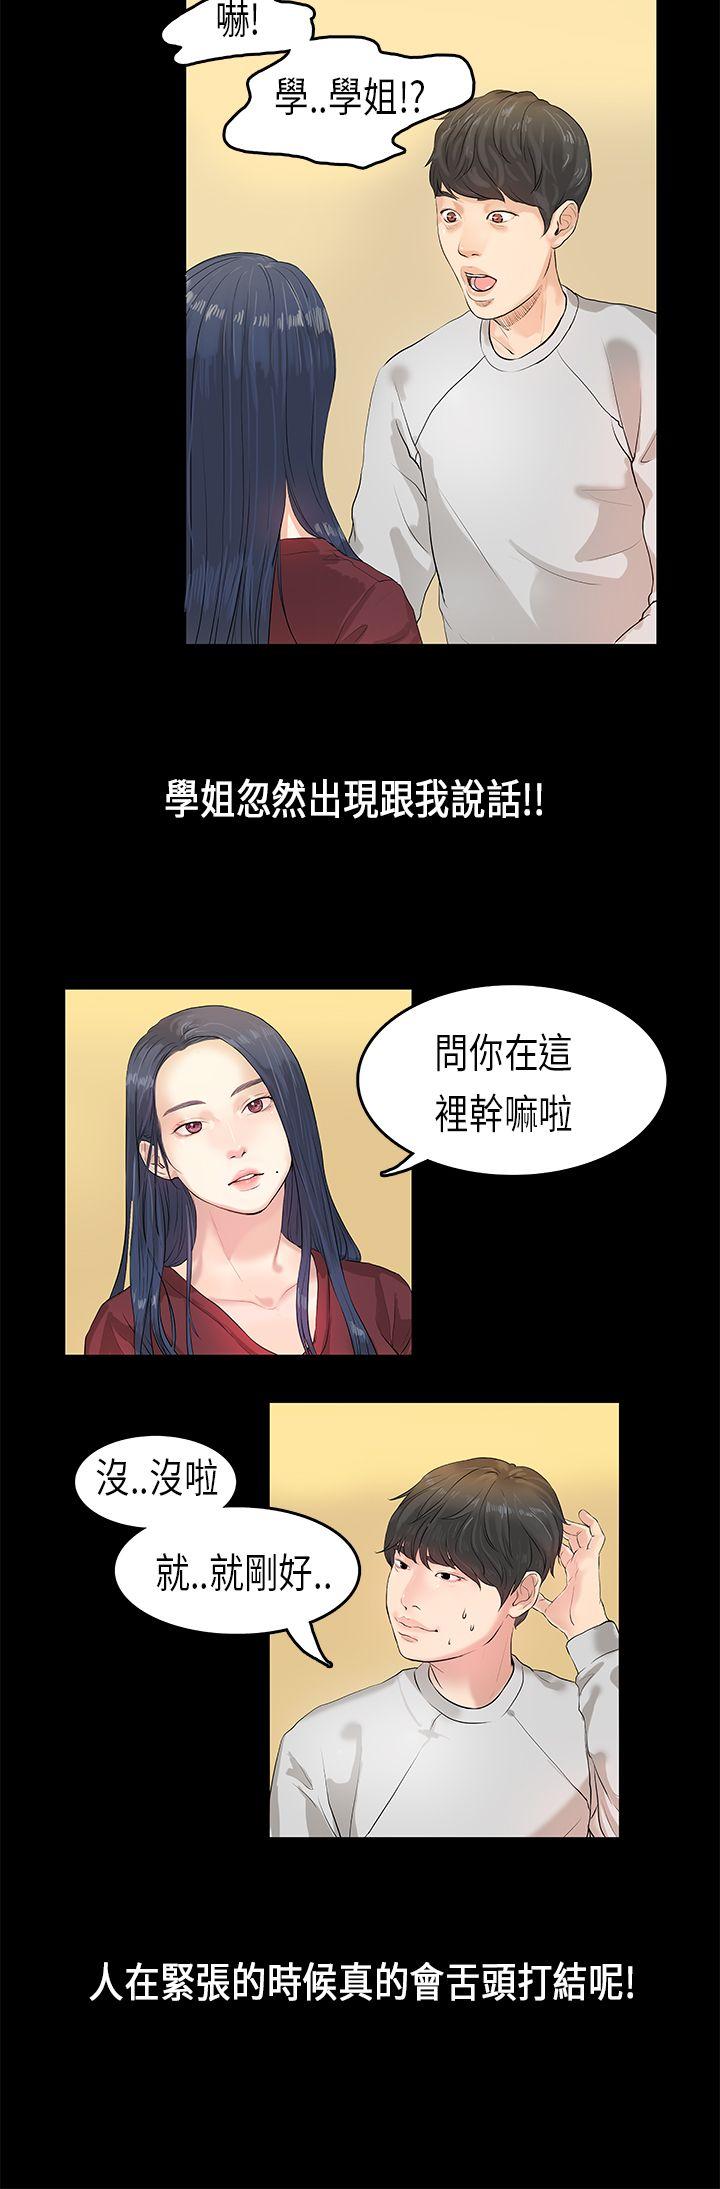 嚇!
學..學姐!?
學姐忽然出現跟我說話!!
問你在這
裡幹嘛啦
沒..沒啦
就..就剛好..
人在緊張的時候真的會舌頭打結呢!